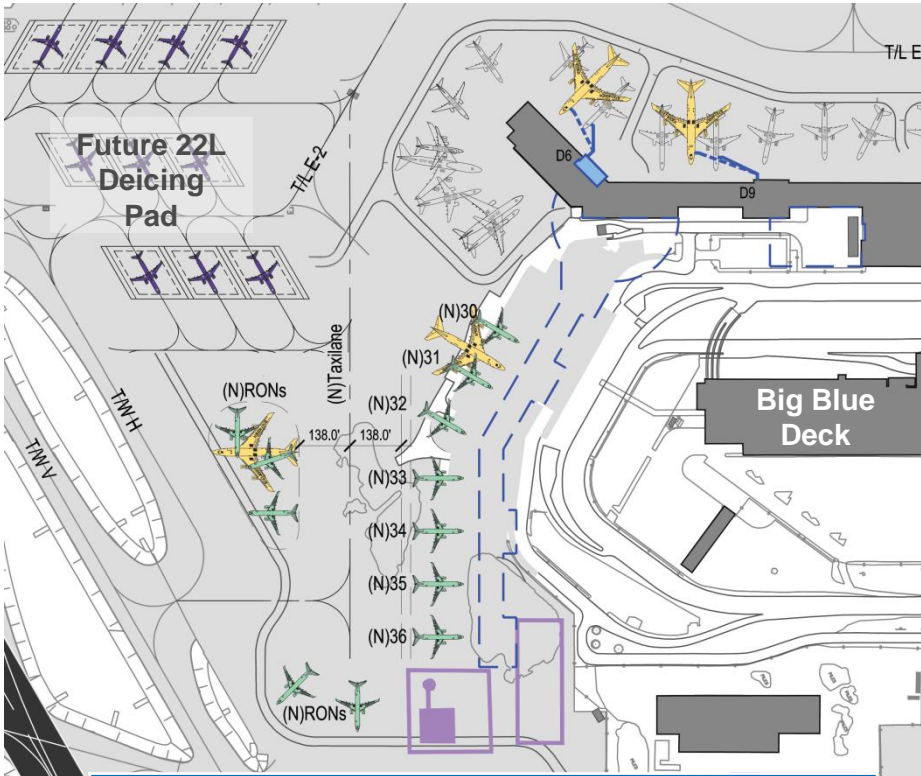 T/L E
Future 22L
Deicing
Pad
T/L E-2
D6
D9
(N)30
(N)31
(N)Taxilane
(N)32
(N)RONs
138.0'
138.0'
Big Blue
Deck
T/W H
T/W V
(N)33
(N)34
(N)35
(N)36
(N)RONs